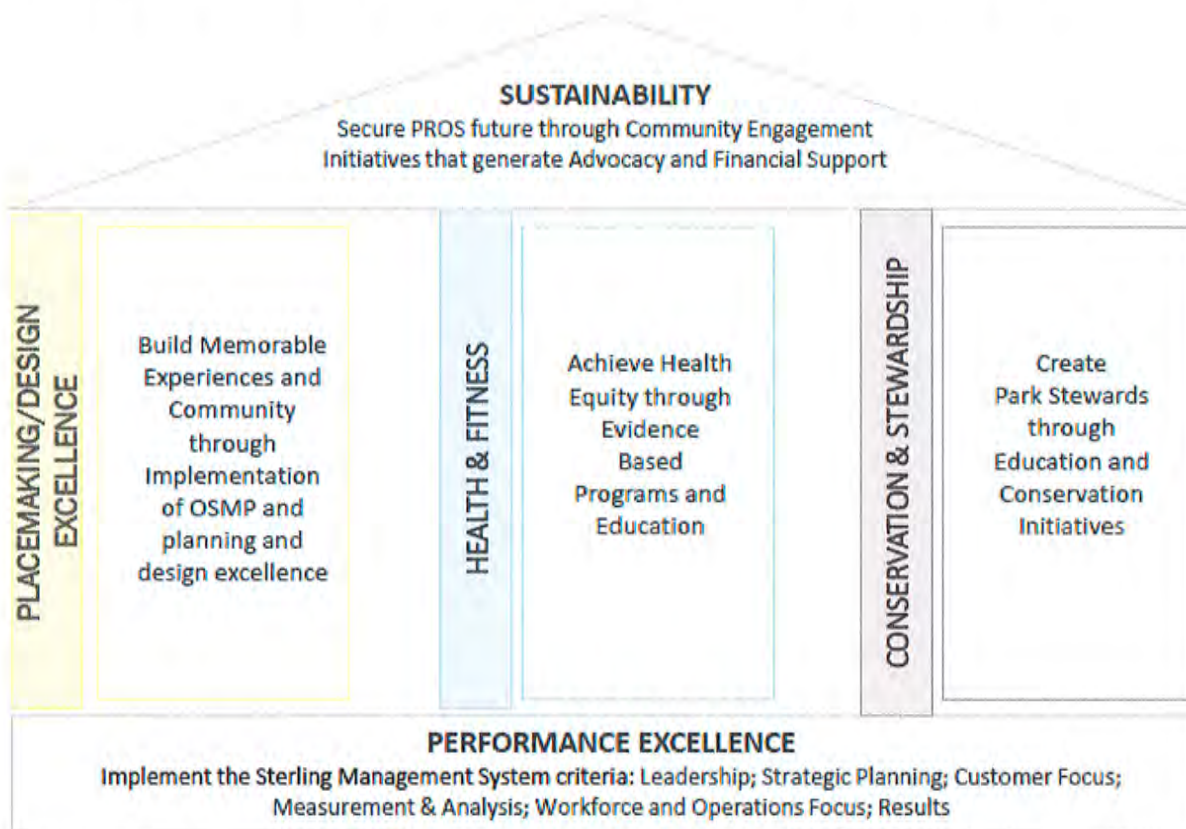 SUSTAINABILITY
Secure PROS future through Community Engagement
Initiatives that generate Advocacy and Financial Support
PLACEMAKING/DESIGN
EXCELLENCE
Build Memorable
Experiences and
Community
through
Implementation
of OSMP and
planning and
design excellence
HEALTH & FITNESS
Achieve Health
Equity through
Evidence
Based
Programs and
Education
CONSERVATION & STEWARDSHIP
Create
Park Stewards
through
Education and
Conservation
Initiatives
PERFORMANCE EXCELLENCE
Implement the Sterling Management System criteria: Leadership; Strategic Planning; Customer Focus;
Measurement & Analysis; Workforce and Operations Focus; Results